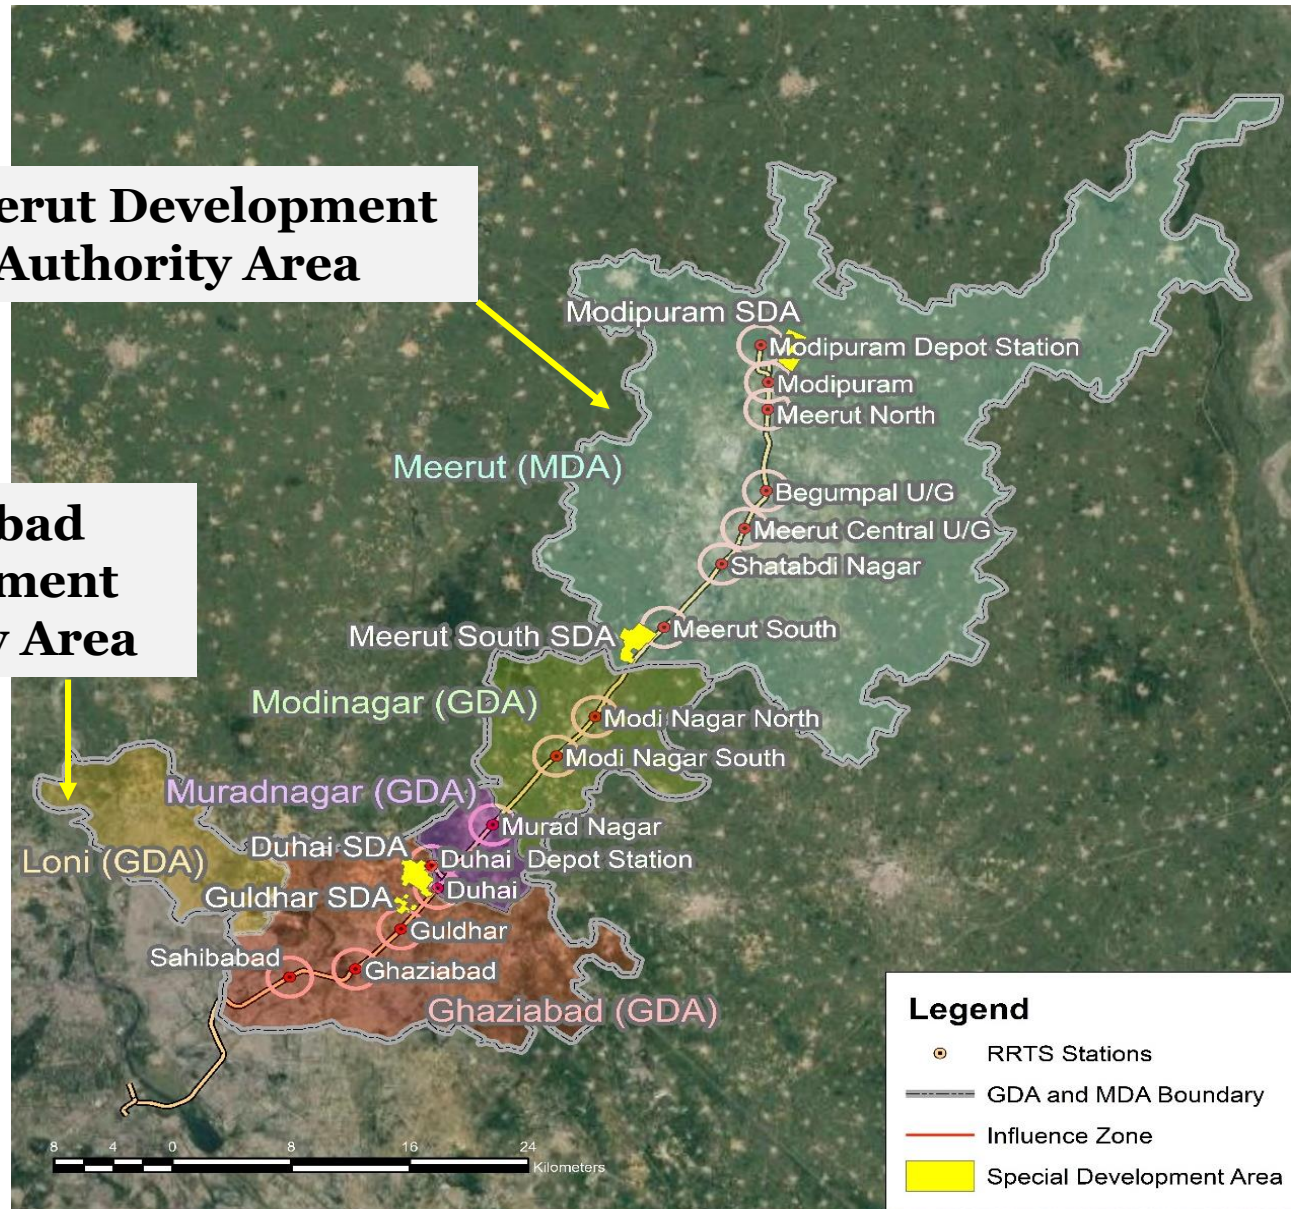 erut Development
Authority Area
bad
ment
y Area
Modipuram SDA
Modipuram Depot Station
Modipuram
Meerut North
Meerut (MDA)
Begumpal U/G
Meerut Central U/G
Shatabdi Nagar
Meerut South SDA
Meerut South
Modinagar (GDA)
Modi Nagar North
Modi Nagar South
Muradnagar (GDA)
Murad Nagar
Duhai SDA
Duhai Depot Station
Loni (GDA)
Guldhar SDA
Duhai
Guldhar
Sahibabad
Ghaziabad
Ghaziabad (GDA)
Legend
RRTS Stations
GDA and MDA Boundary
Influence Zone
Special Development Area
8 4 0 8 16 24
Kilometers